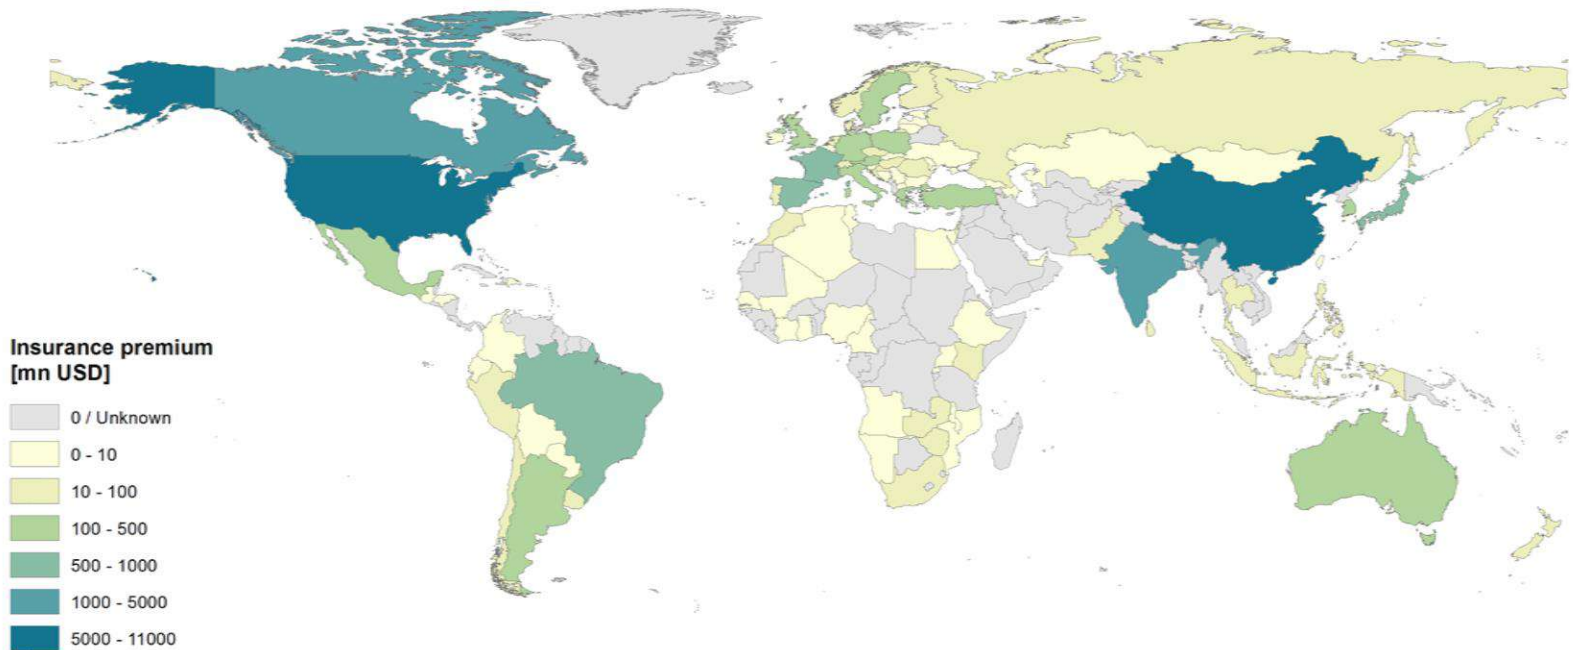 Insurance premium
[mn USD]
0 / Unknown
0 - 10
10 - 100
100 - 500
500 - 1000
1000 - 5000
5000 - 11000